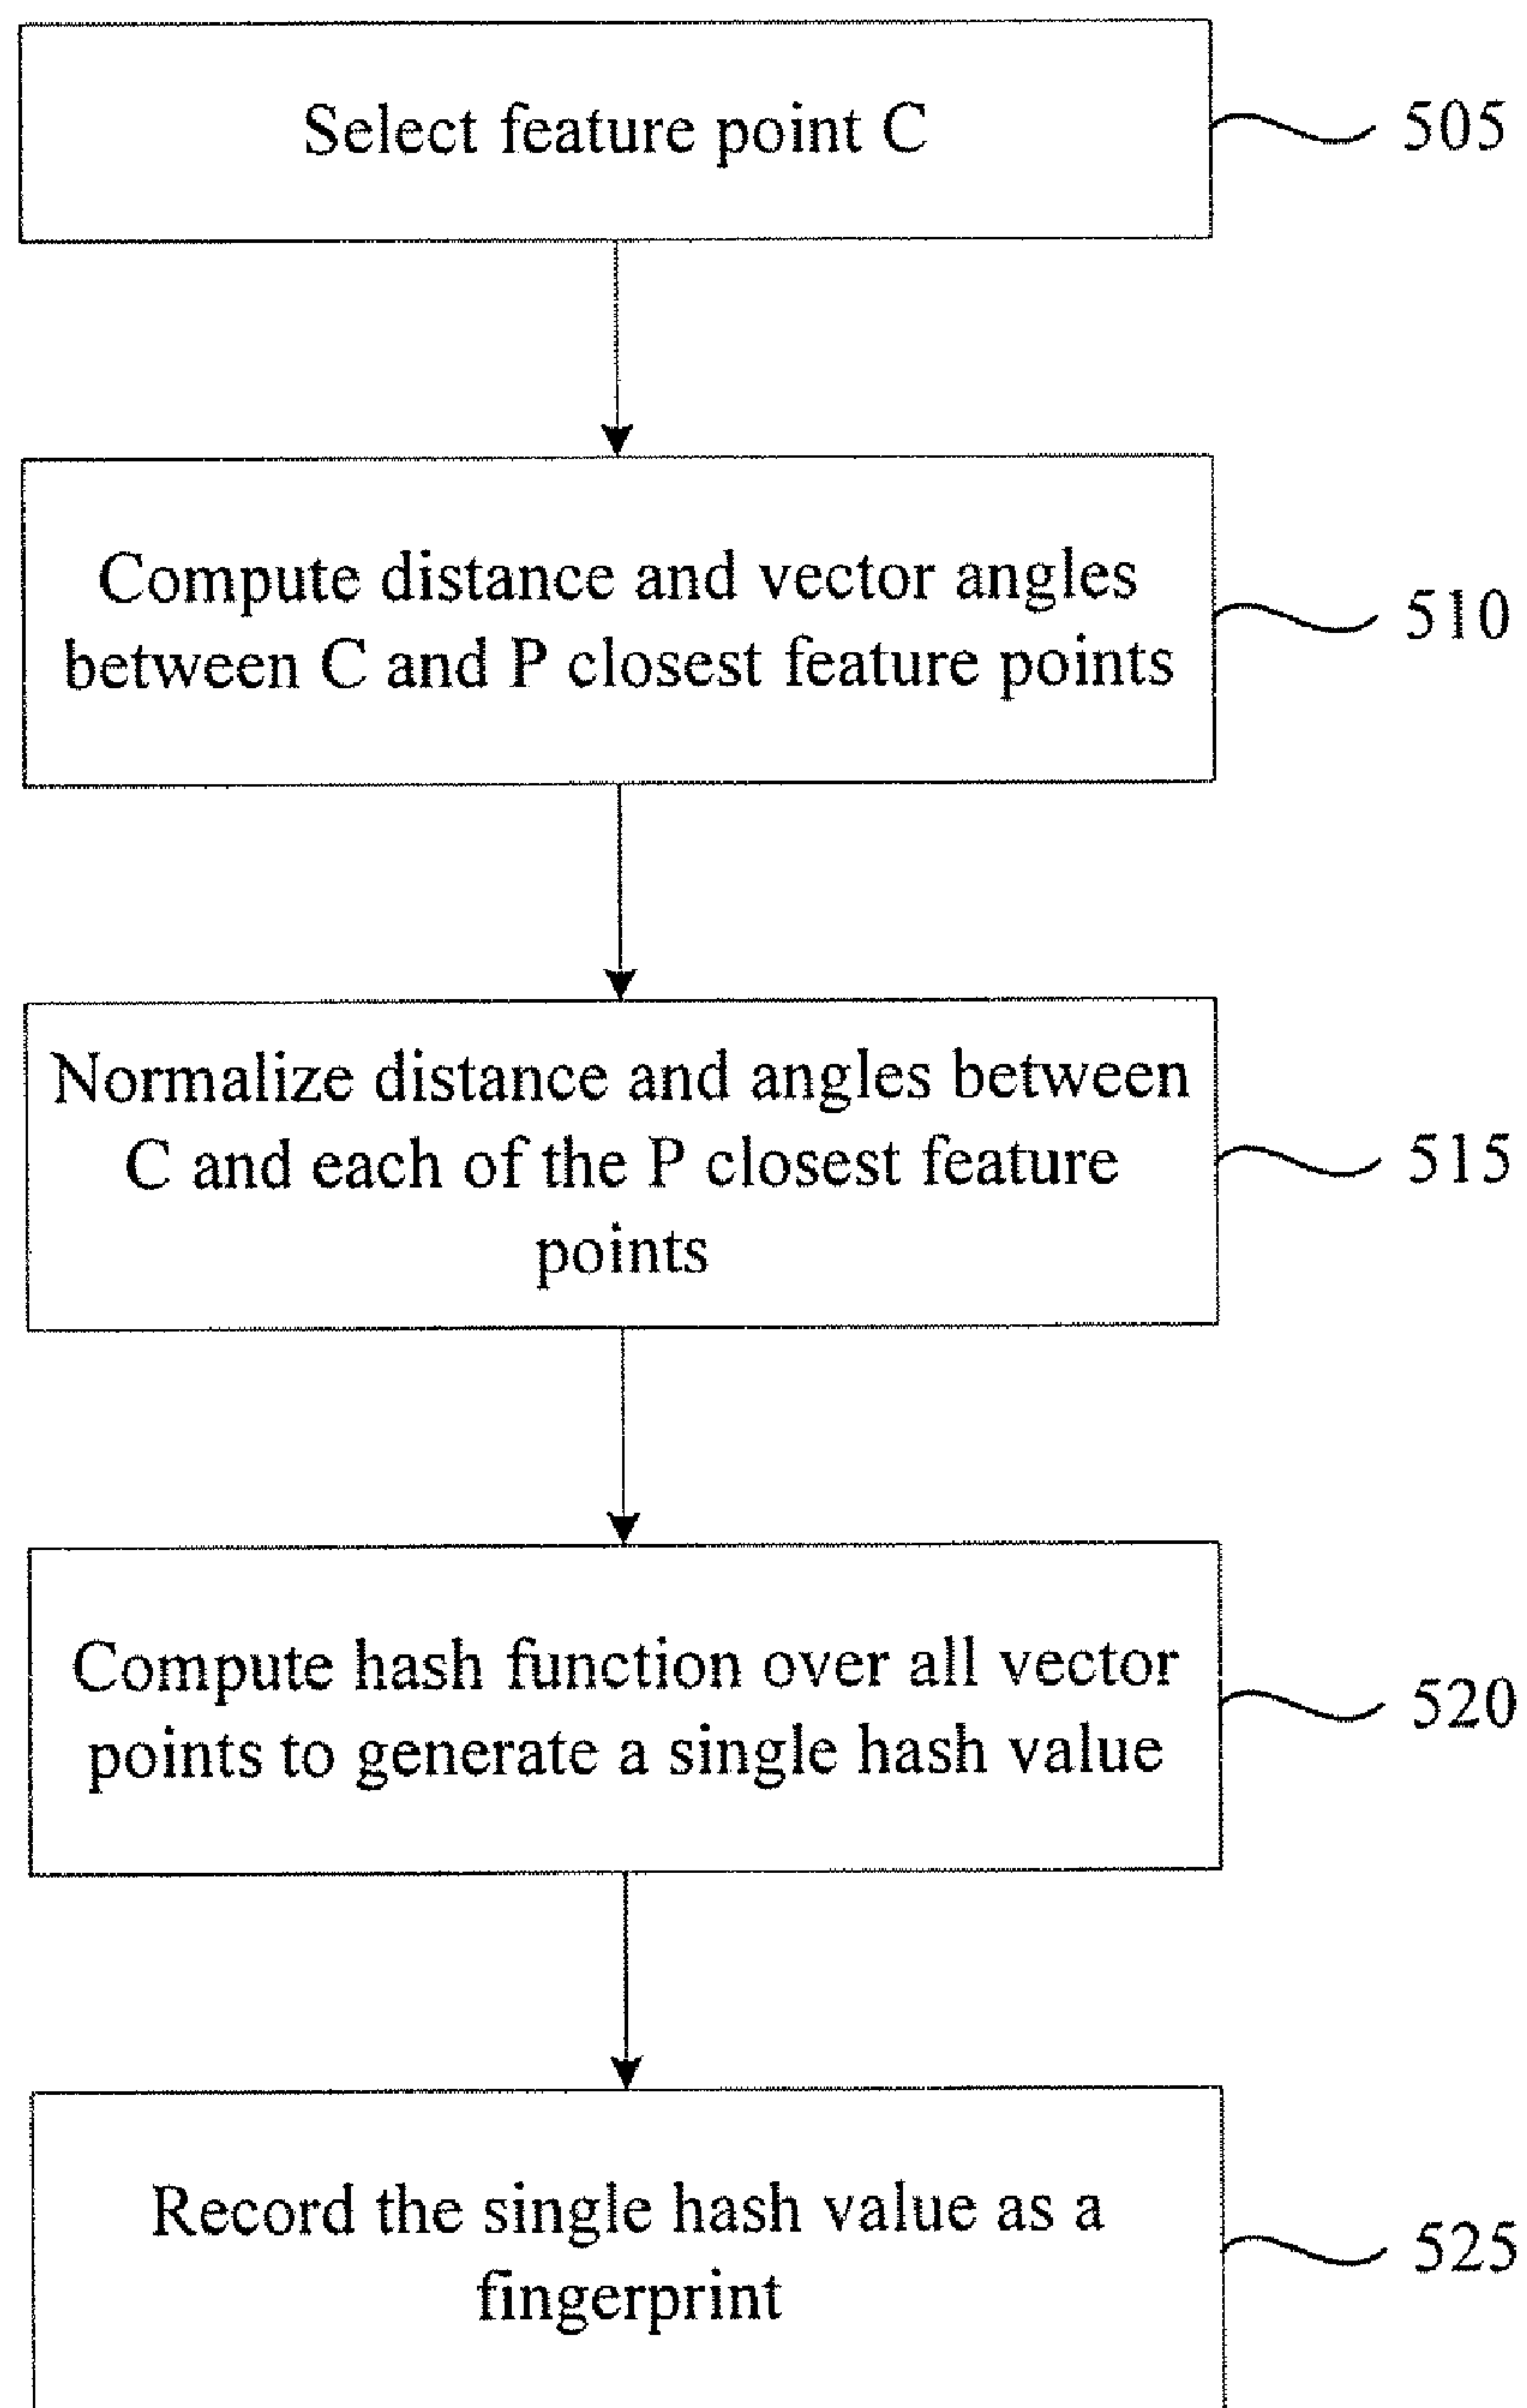 Select feature point C
505
Compute distance and vector angles
between C and P closest feature points
510
Normalize distance and angles between
C and each of the P closest feature
points
515
Compute hash function over all vector
points to generate a single hash value
520
Record the single hash value as a
fingerprint
525